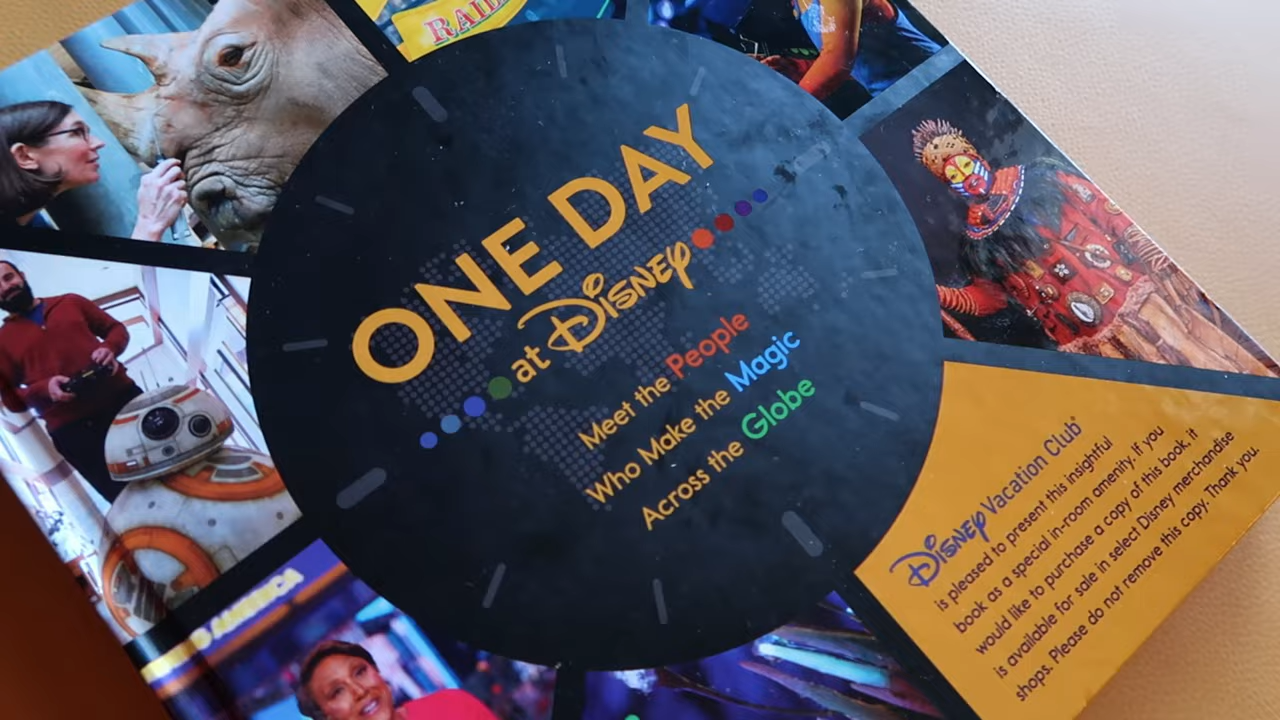 RAIL
ONE DAY
at Disney
Meet the People
Who Make the Magic
Across the Globe
Disney Vacation Club®
is pleased to present this insightful
book as a special in-room amenity. If you
would like to purchase a copy of this book, it
is available for sale in select Disney merchandise
shops. Please do not remove this copy. Thank you.
AMERICA